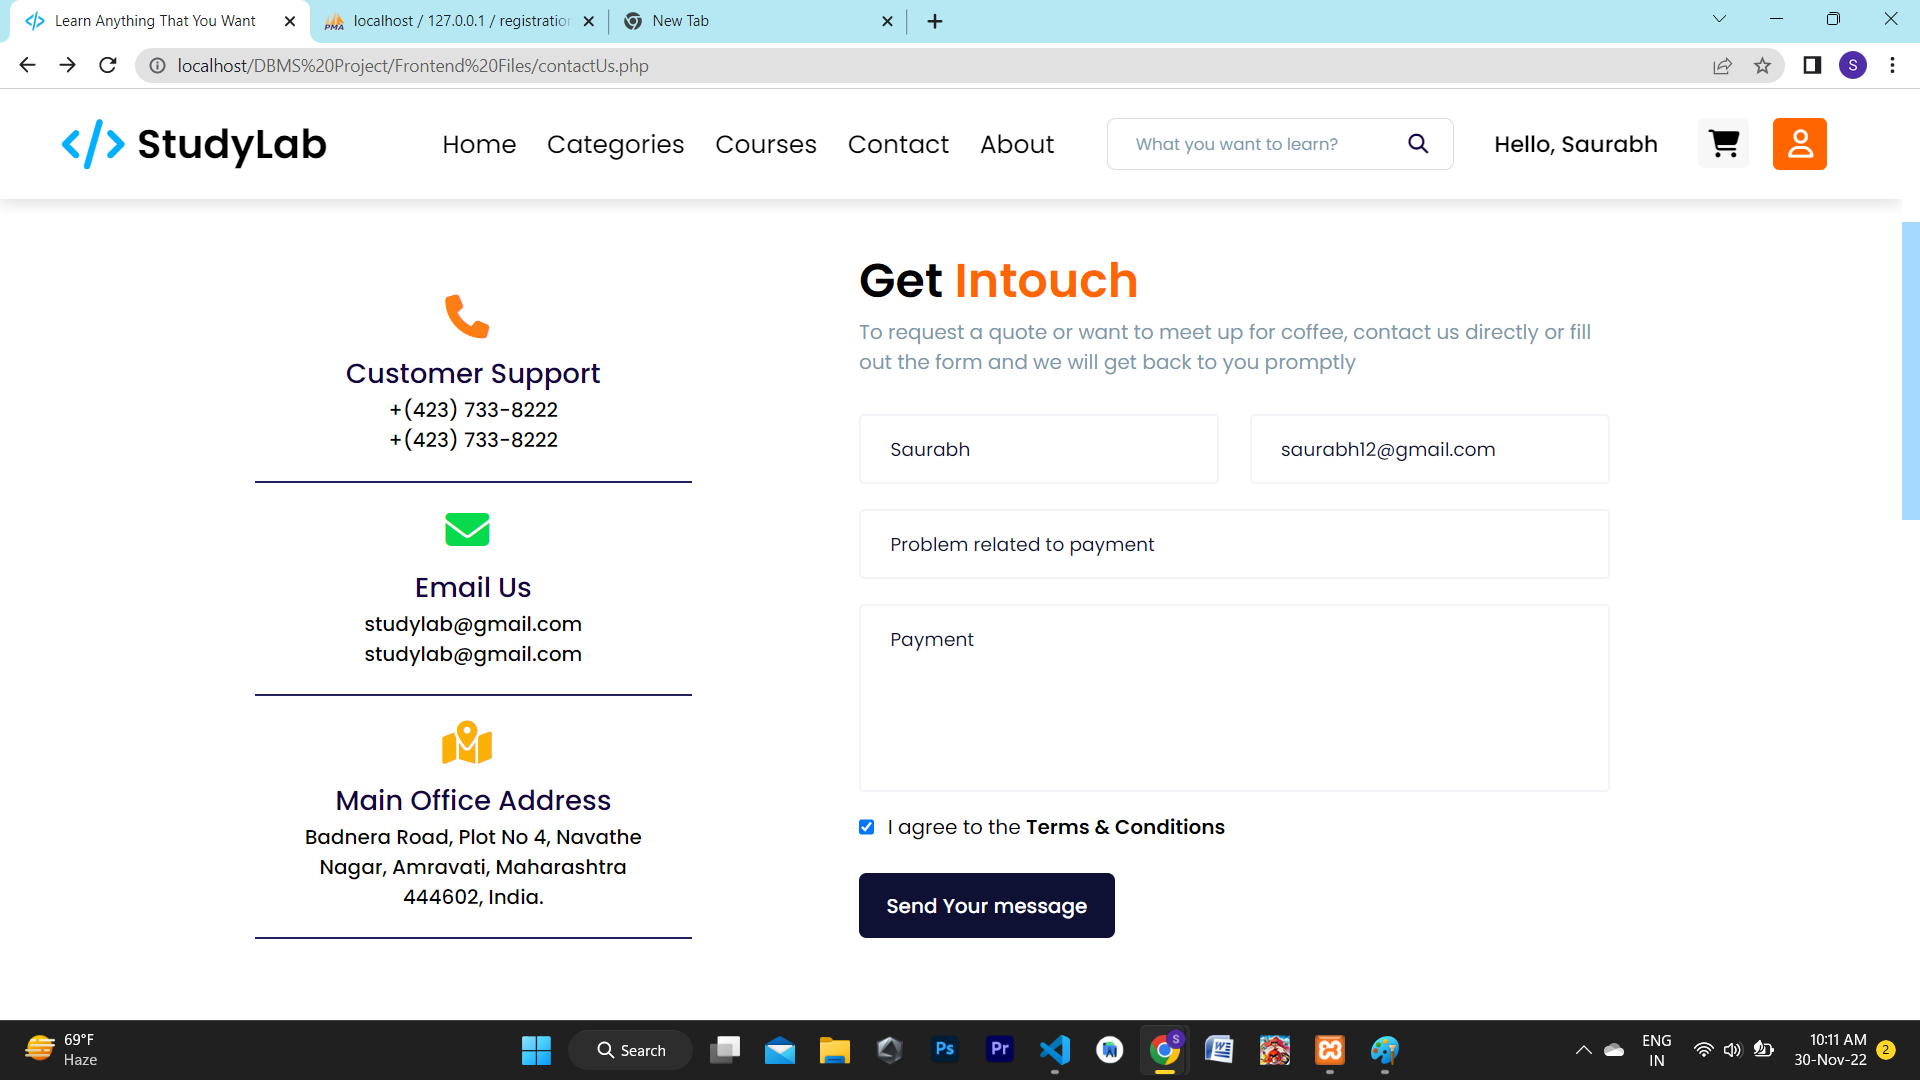 Learn Anything That You Want
PMA
localhost / 127.0.0.1 / registration
New Tab
localhost/DBMS%20Project/Frontend%20Files/contactUs.php
S
</> StudyLab
Home
Categories
Courses
Contact
About
What you want to learn?
Hello, Saurabh
Customer Support
+(423) 733-8222
+(423) 733-8222
Email Us
studylab@gmail.com
studylab@gmail.com
Main Office Address
Badnera Road, Plot No 4, Navathe
Nagar, Amravati, Maharashtra
444602, India.
Get Intouch
To request a quote or want to meet up for coffee, contact us directly or fill
out the form and we will get back to you promptly
Saurabh
saurabh12@gmail.com
Problem related to payment
Payment
I agree to the Terms & Conditions
Send Your message
69°F
Haze
Search
Ps
Pr
S
W
ENG
IN
10:11 AM
30-Nov-22
2